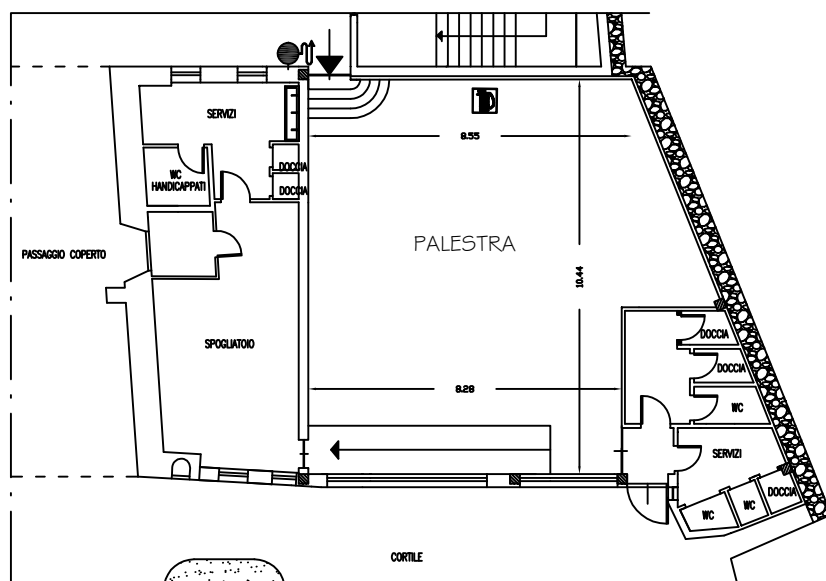 SERVIZI
8.55
DOCCIA
WC
HANDICAPPATI
DOCCIA
PALESTRA
PASSAGGIO COPERTO
10.44
DOCCIA
SPOGLIATOIO
DOCCIA
8.28
WC
SERVIZI
DOCCIA
WC
WC
CORTILE